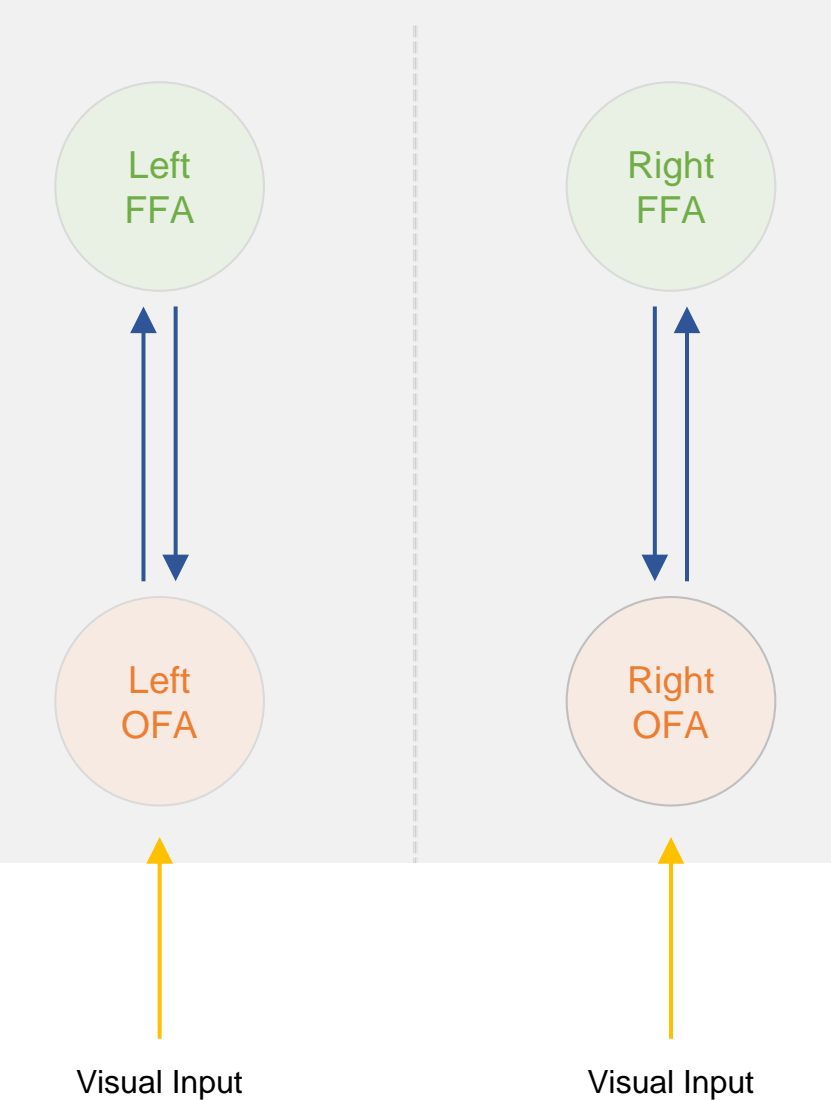 Left
FFA
Right
FFA
Left
OFA
Right
OFA
Visual Input
Visual Input